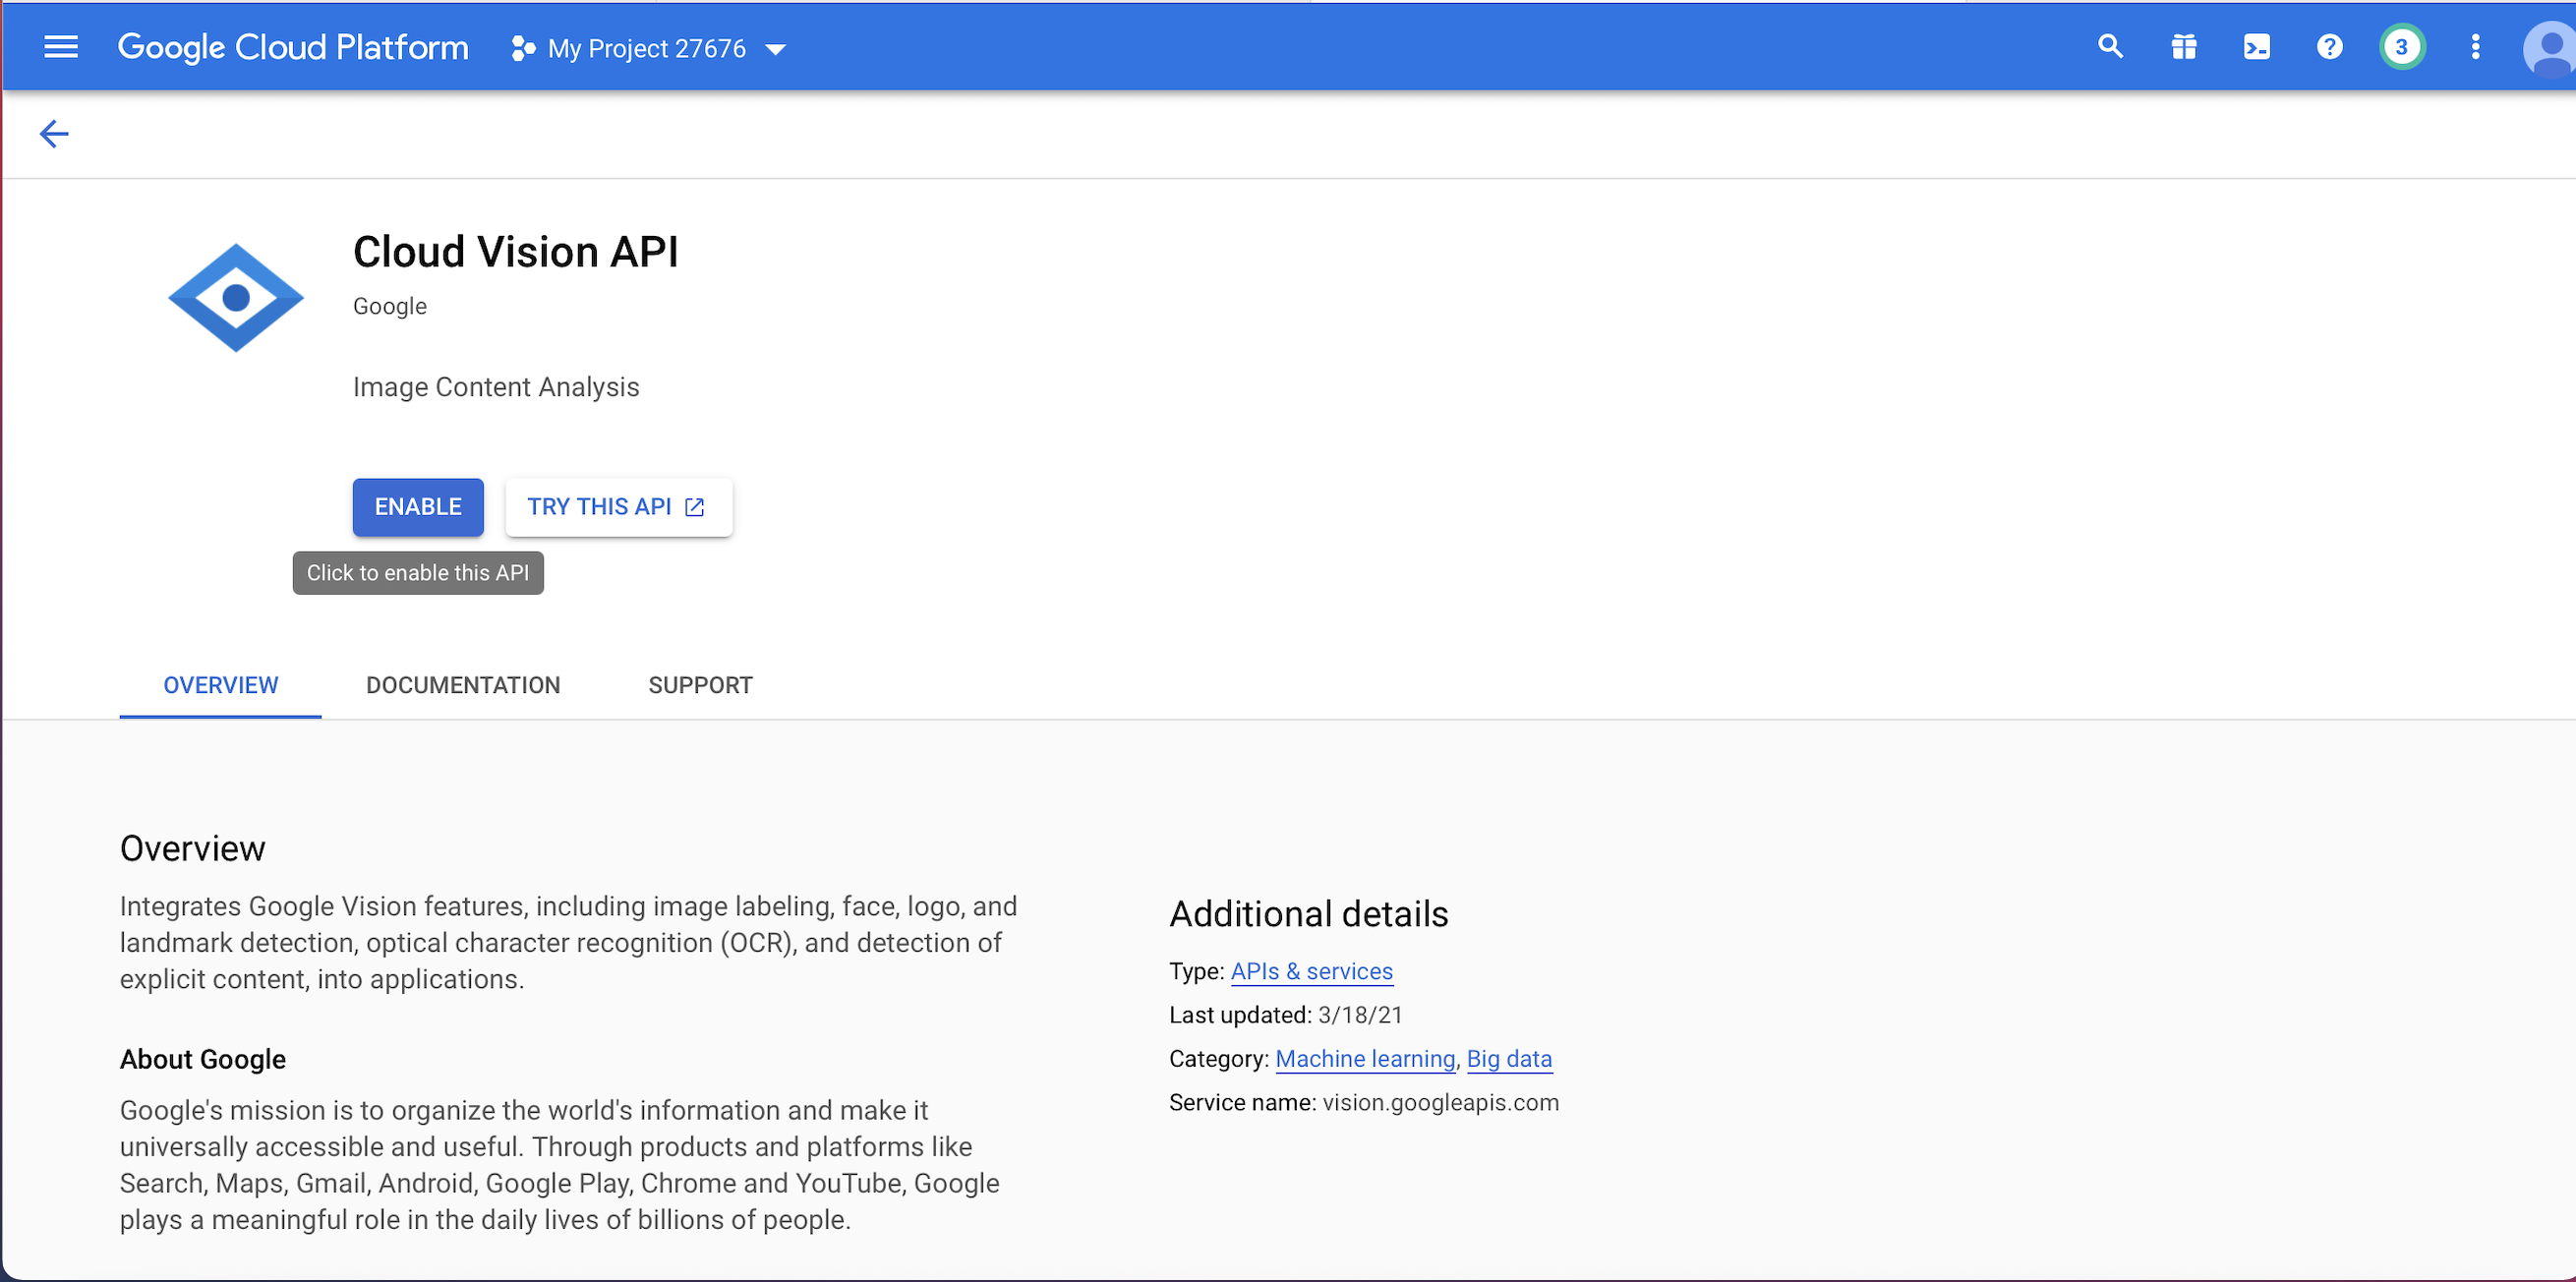 Google Cloud Platform My Project 27676 3
Cloud Vision API
Google
Image Content Analysis
ENABLE TRY THIS API
Click to enable this API
OVERVIEW DOCUMENTATION SUPPORT
Overview
Integrates Google Vision features, including image labeling, face, logo, and
landmark detection, optical character recognition (OCR), and detection of
explicit content, into applications.
About Google
Google's mission is to organize the world's information and make it
universally accessible and useful. Through products and platforms like
Search, Maps, Gmail, Android, Google Play, Chrome and YouTube, Google
plays a meaningful role in the daily lives of billions of people.
Additional details
Type: APIs & services
Last updated: 3/18/21
Category: Machine learning, Big data
Service name: vision.googleapis.com